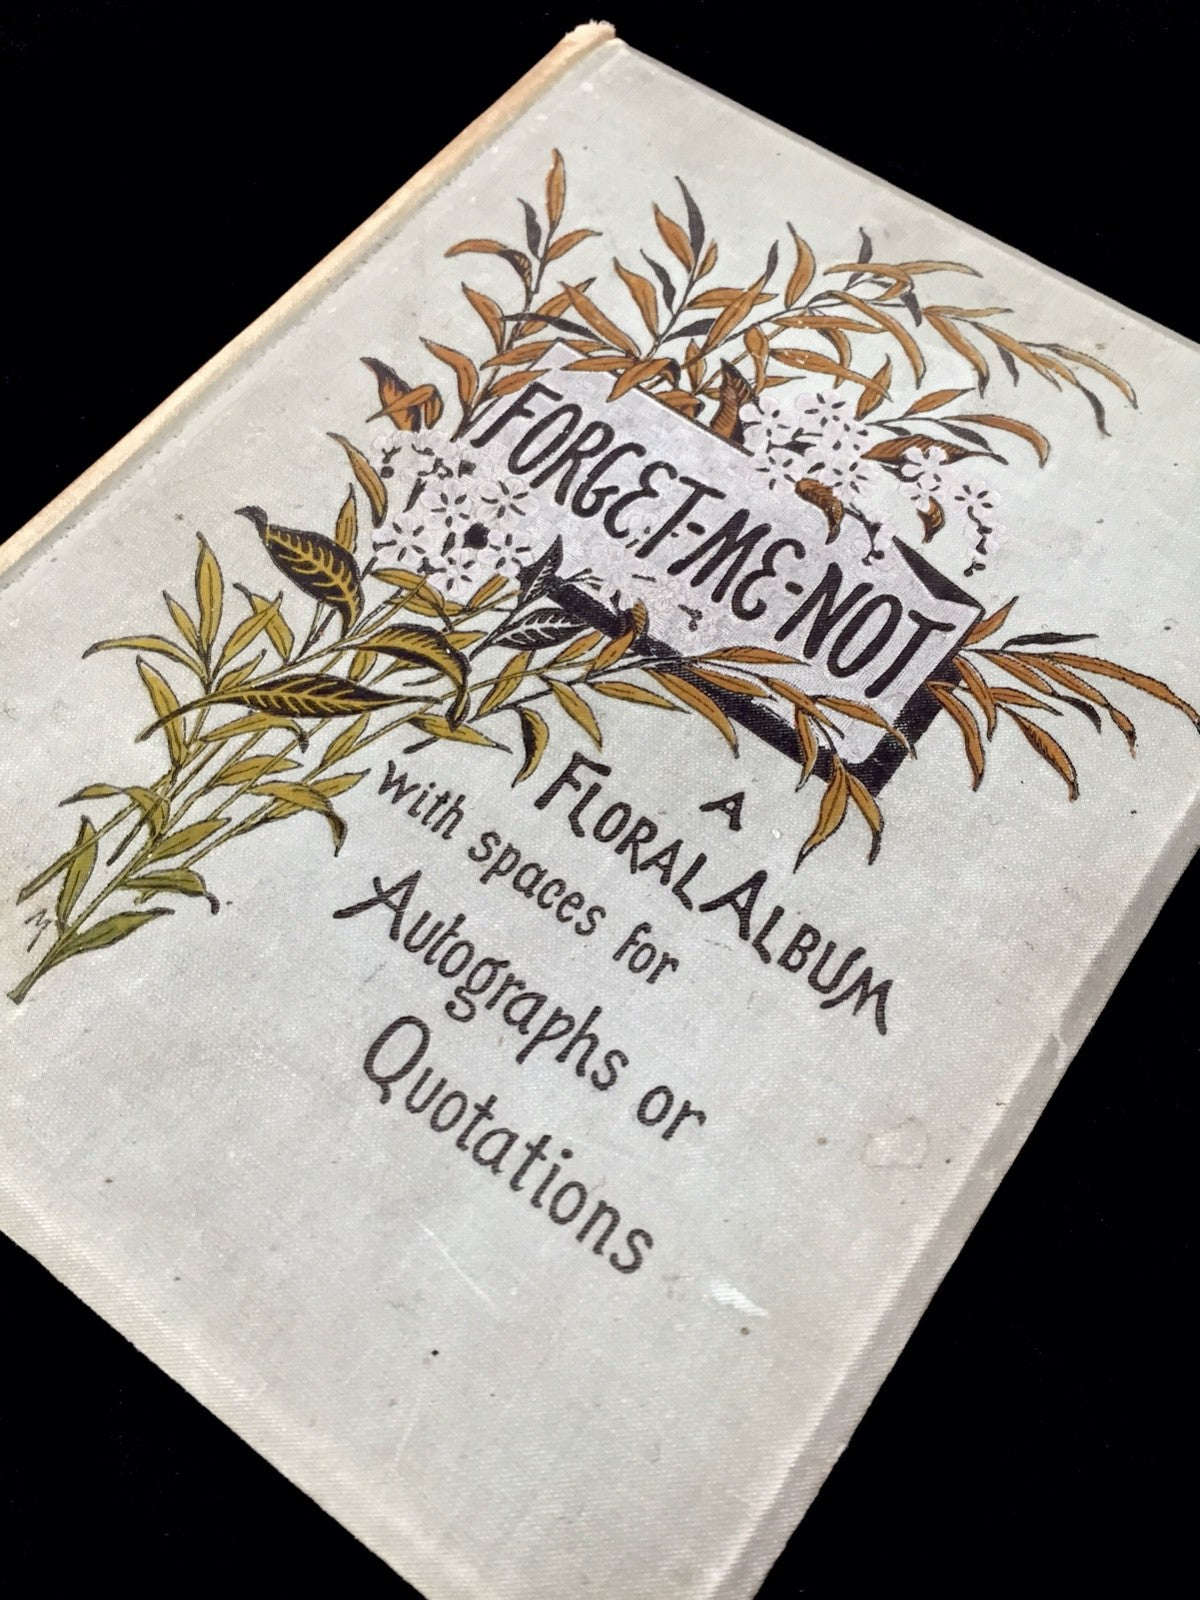 FORGET-ME-NOT
A
FLORAL ALBUM
with spaces for
Autographs or
Quotations